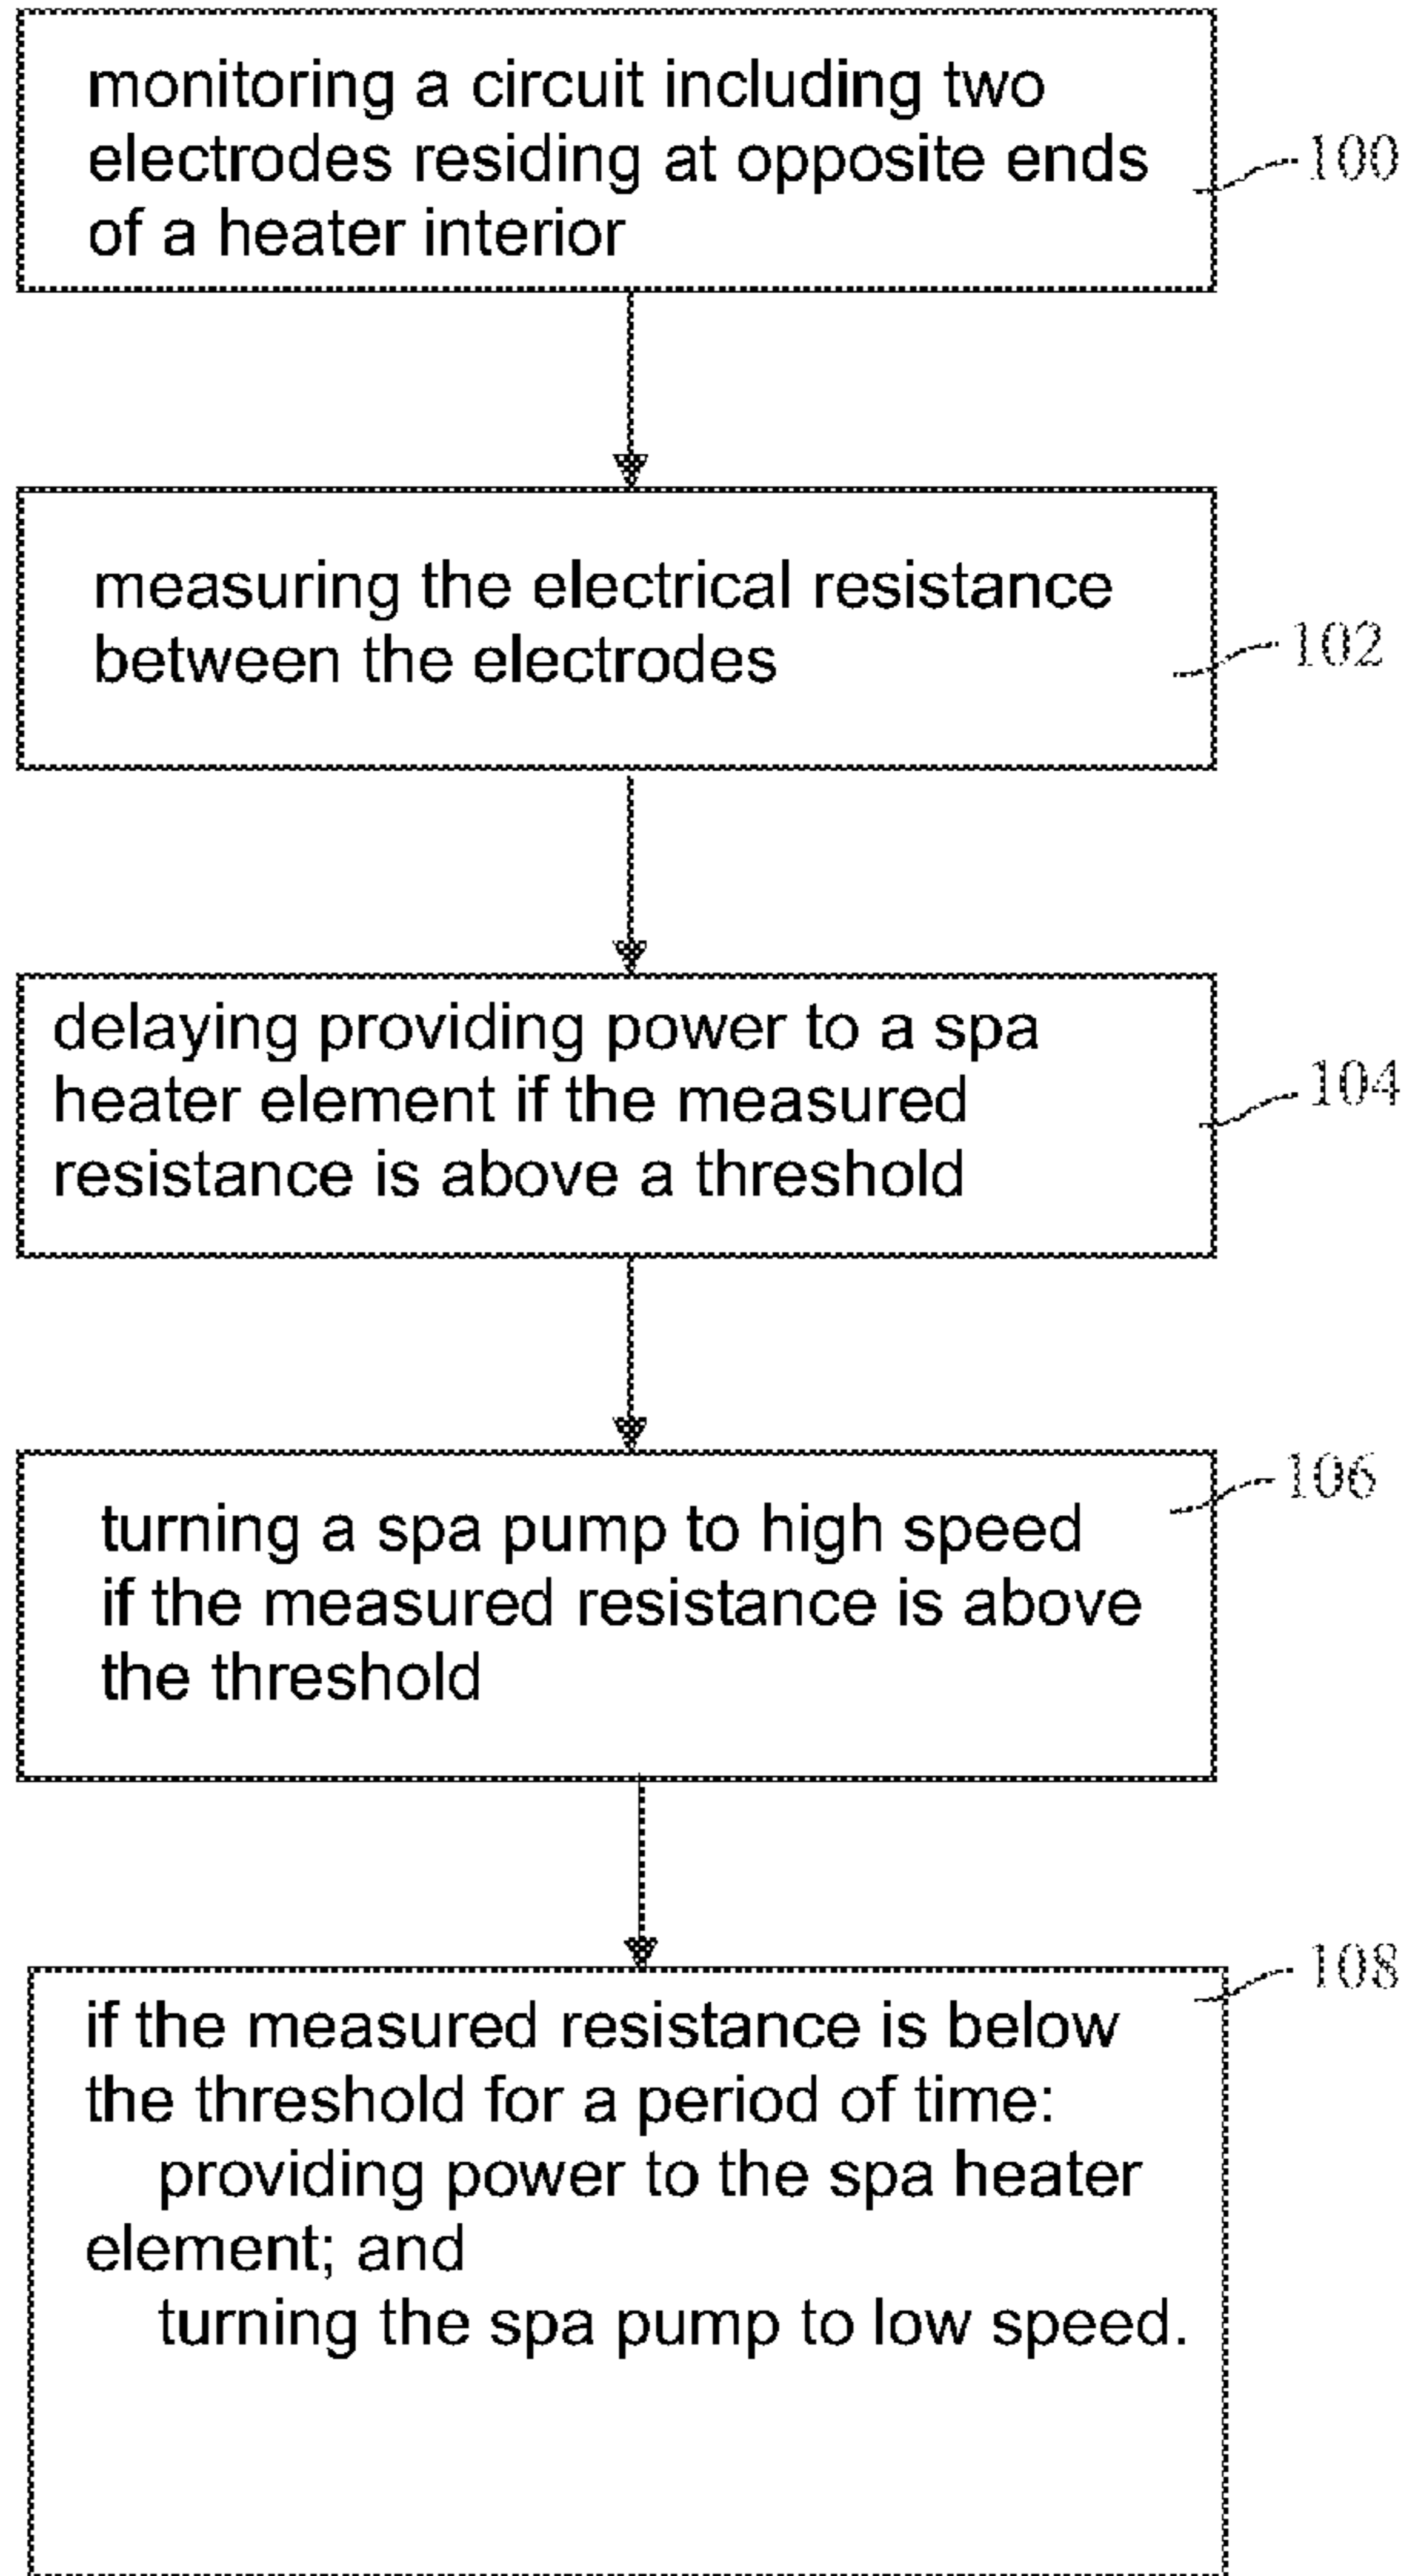 monitoring a circuit including two
electrodes residing at opposite ends
of a heater interior
100
measuring the electrical resistance
between the electrodes
102
delaying providing power to a spa
heater element if the measured
resistance is above a threshold
104
turning a spa pump to high speed
if the measured resistance is above
the threshold
106
if the measured resistance is below
the threshold for a period of time:
providing power to the spa heater
element; and
turning the spa pump to low speed.
108